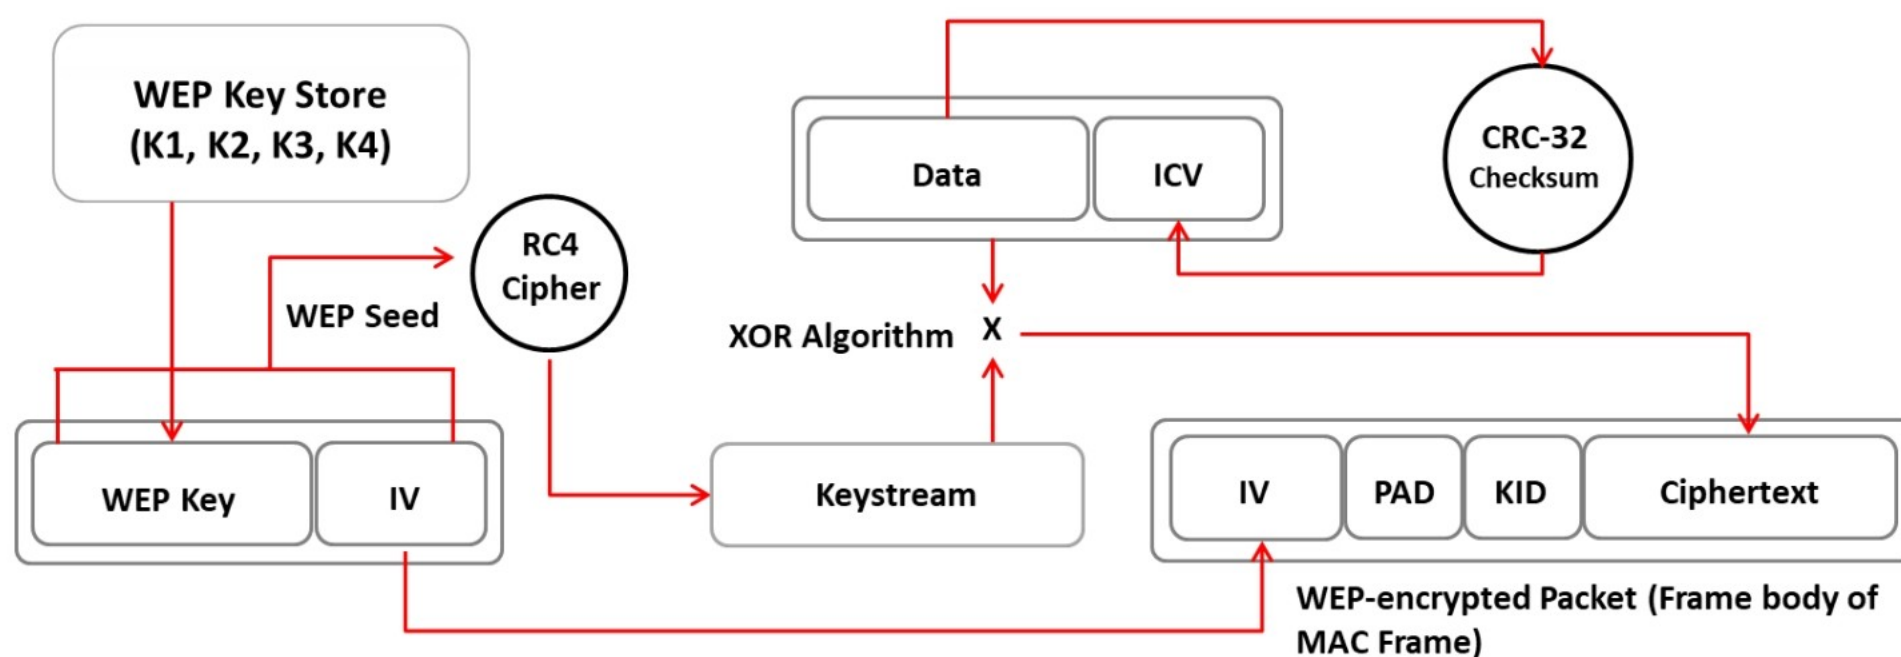 WEP Key Store
(K1, K2, K3, K4)
RC4
Cipher
WEP Seed
WEP Key
IV
Data
ICV
CRC-32
Checksum
XOR Algorithm
X
Keystream
IV
PAD
KID
Ciphertext
WEP-encrypted Packet (Frame body of
MAC Frame)